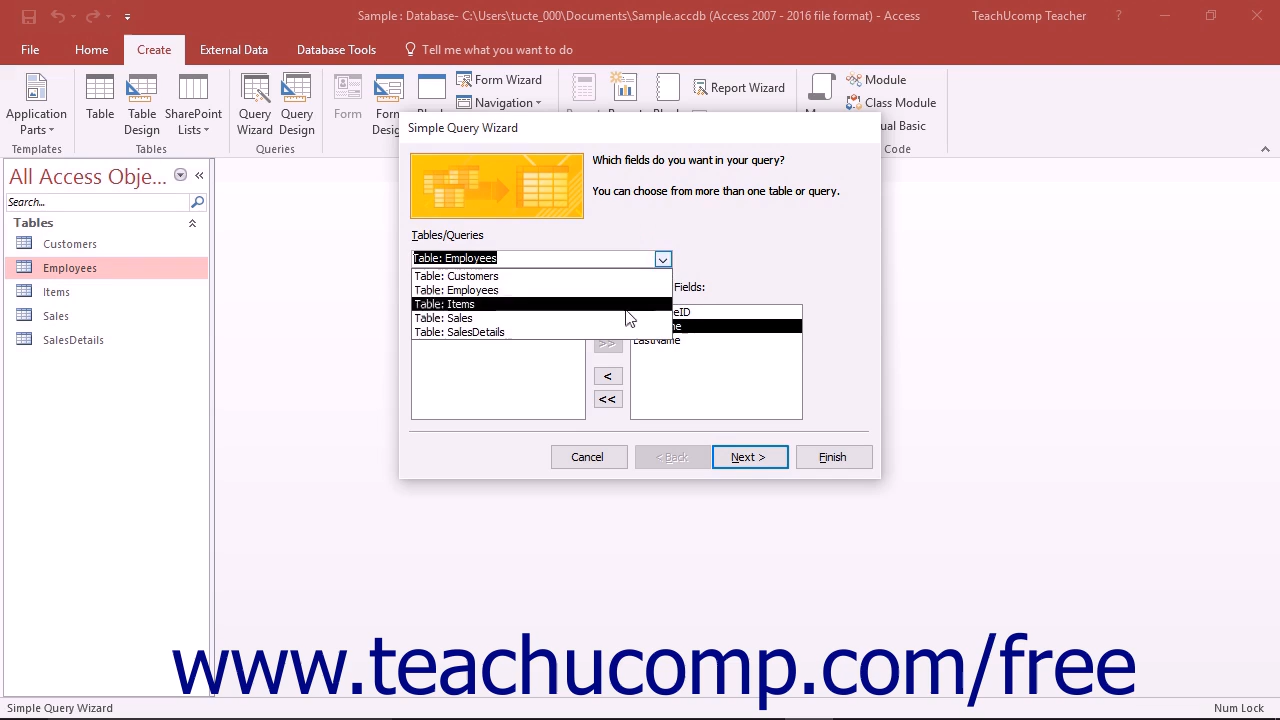 Sample : Database- C:\Users\tucte_000\Documents\Sample.accdb (Access 2007 - 2016 file format) - Access
TeachUcomp Teacher
?
File
Home
Create
External Data
Database Tools
Tell me what you want to do
Application Parts
Table
Table Design
SharePoint Lists
Query Wizard
Query Design
Form
Form Wizard
Navigation
Report Wizard
Module
Class Module
Templates
Tables
Queries
Code
All Access Obje...
Search...
Tables
Customers
Employees
Items
Sales
SalesDetails
Simple Query Wizard
Which fields do you want in your query?
You can choose from more than one table or query.
Tables/Queries
Table: Employees
Table: Customers
Table: Employees
Table: Items
Table: Sales
Table: SalesDetails
Fields:
LastName
>>
<
<<
Cancel
< Back
Next >
Finish
www.teachucomp.com/free
Simple Query Wizard
Num Lock